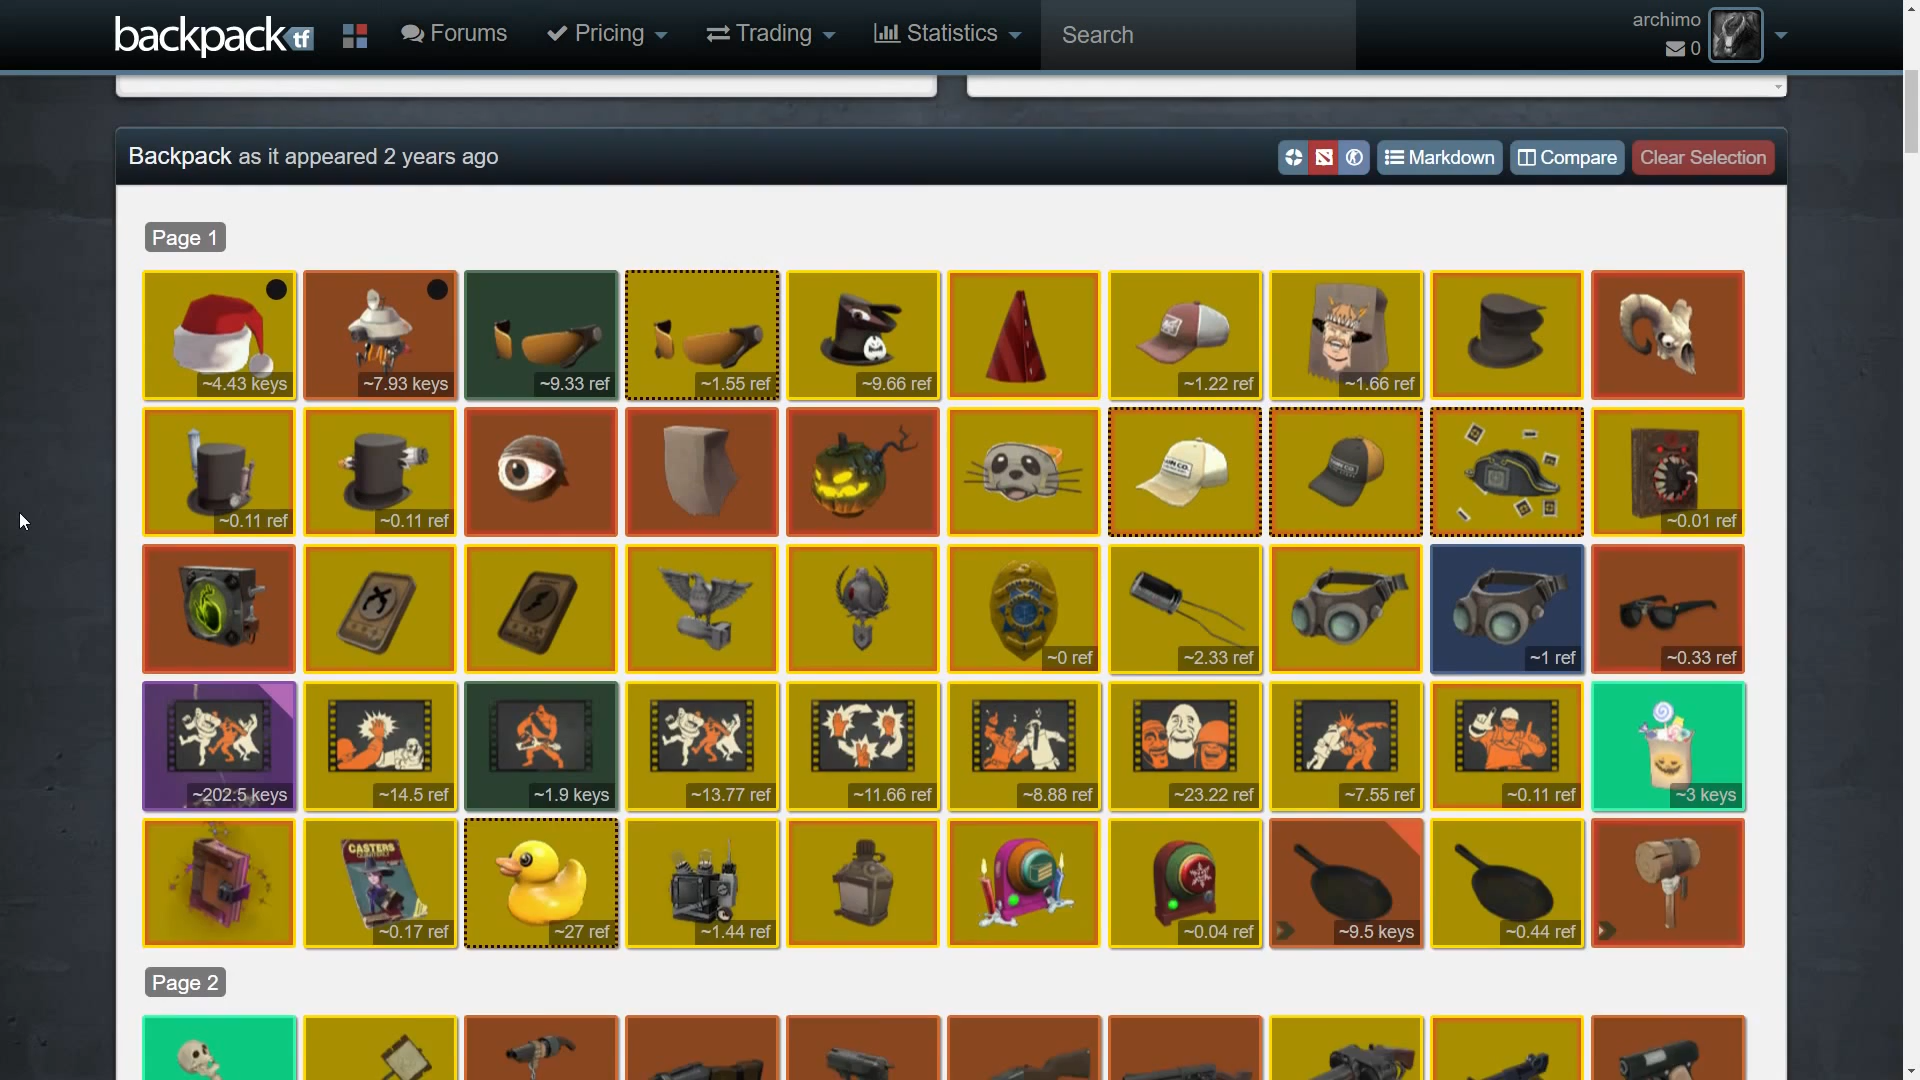 backpack tf Forums Pricing Trading Statistics Search archimo
0
Backpack as it appeared 2 years ago Markdown Compare Clear Selection
Page 1
~4.43 keys ~7.93 keys ~9.33 ref ~1.55 ref ~9.66 ref ~1.22 ref ~1.66 ref
~0.11 ref ~0.11 ref ~0.01 ref
~0 ref ~2.33 ref ~1 ref ~0.33 ref
~202.5 keys ~14.5 ref ~1.9 keys ~13.77 ref ~11.66 ref ~8.88 ref ~23.22 ref ~7.55 ref ~0.11 ref ~3 keys
CASTERS
~0.17 ref ~27 ref ~1.44 ref ~0.04 ref ~9.5 keys ~0.44 ref
Page 2